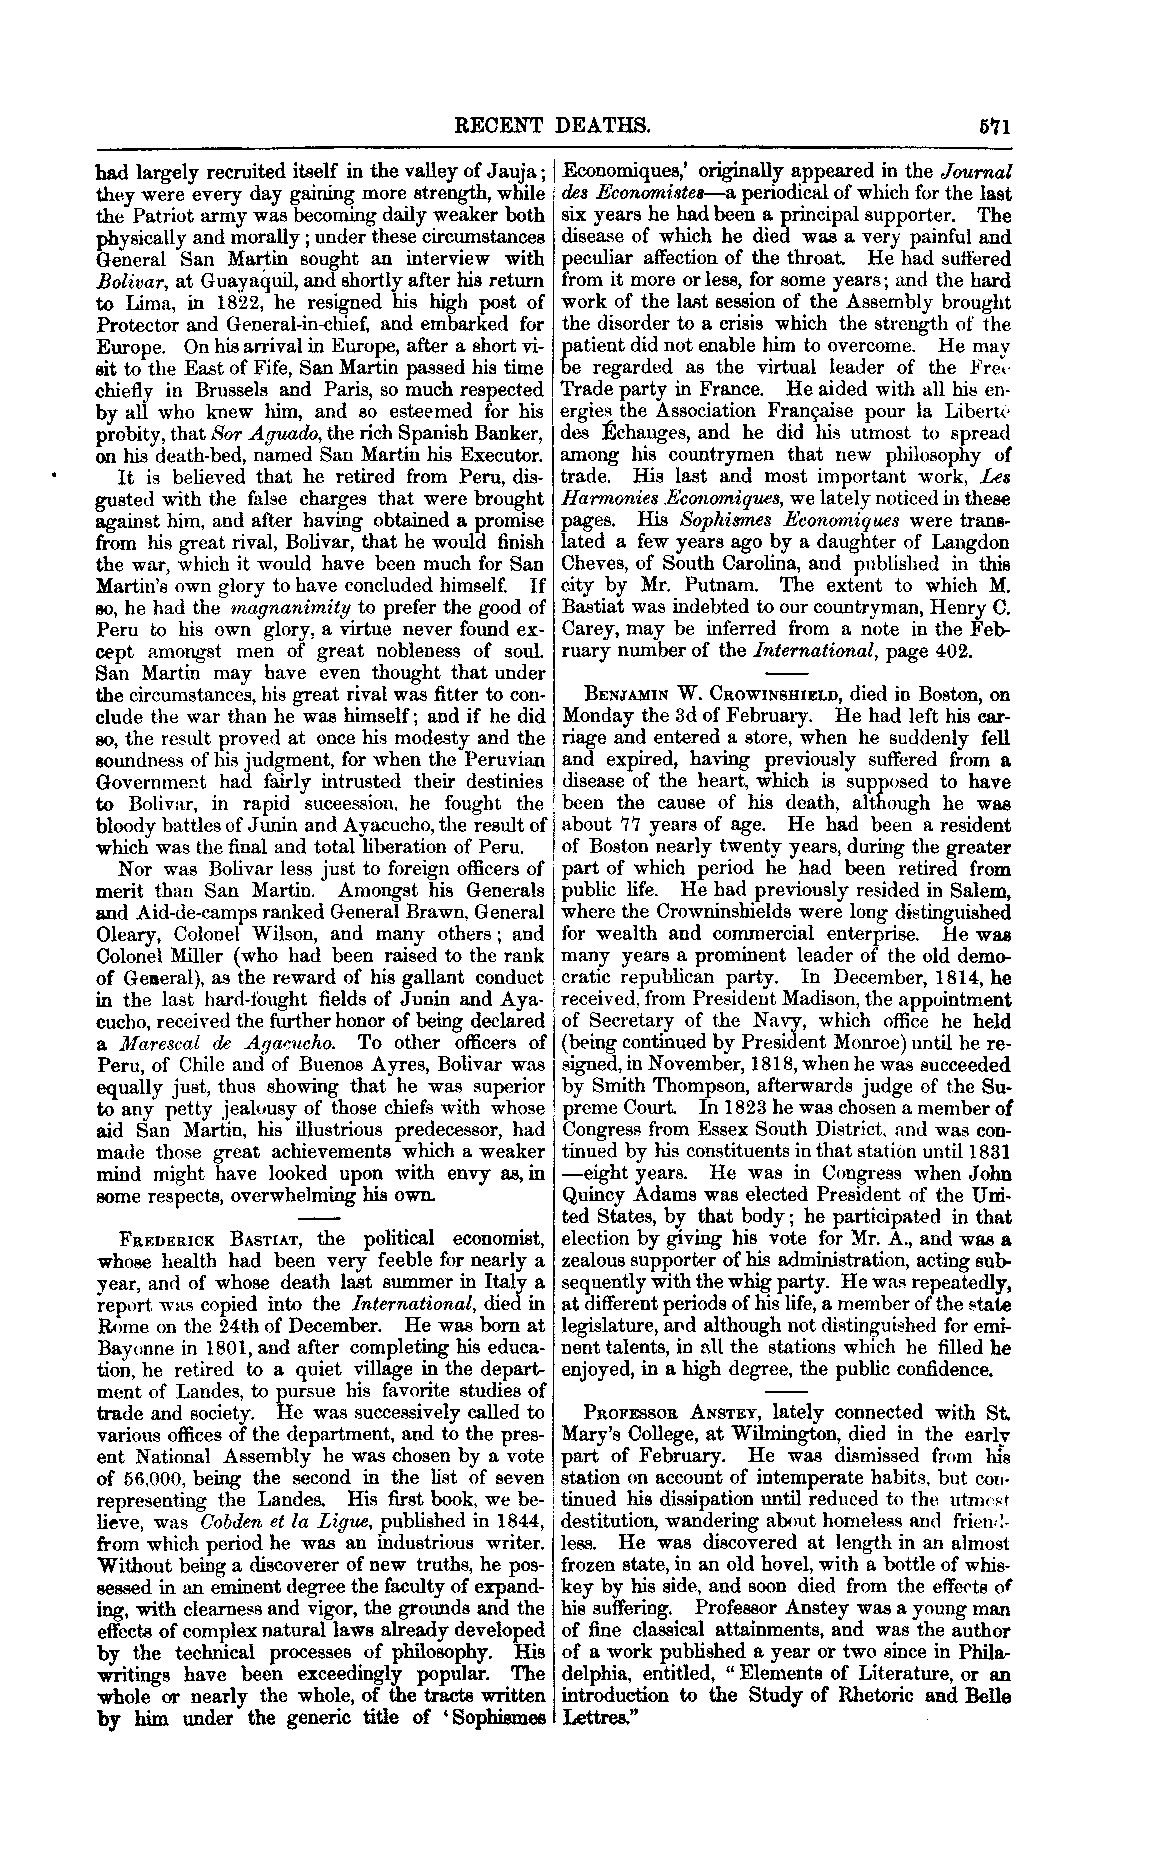 RECENT DEATHS. 571
had largely recruited itself in the valley of Jauja;
they were every day gaining more strength, while
the Patriot army was becoming daily weaker both
physically and morally; under these circumstances
General San Martin sought an interview with
Bolivar, at Guayaquil, and shortly after his return
to Lima, in 1822, he resigned his high post of
Protector and General-in-chief, and embarked for
Europe. On his arrival in Europe, after a short vi-
sit to the East of Fife, San Martin passed his time
chiefly in Brussels and Paris, so much respected
by all who knew him, and so esteemed for his
probity, that Sor Aguado, the rich Spanish Banker,
on his death-bed, named San Martin his Executor.
It is believed that he retired from Peru, dis-
gusted with the false charges that were brought
against him, and after having obtained a promise
from his great rival, Bolivar, that he would finish
the war, which it would have been much for San
Martin's own glory to have concluded himself. If
so, he had the magnanimity to prefer the good of
Peru to his own glory, a virtue never found ex-
cept amongst men of great nobleness of soul.
San Martin may have even thought that under
the circumstances, his great rival was fitter to con-
clude the war than he was himself; and if he did
so, the result proved at once his modesty and the
soundness of his judgment, for when the Peruvian
Government had fairly intrusted their destinies
to Bolivar, in rapid suceession, he fought the
bloody battles of Junin and Ayacucho, the result of
which was the final and total liberation of Peru.
Nor was Bolivar less just to foreign officers of
merit than San Martin. Amongst his Generals
and Aid-de-camps ranked General Brawn, General
Oleary, Colonel Wilson, and many others; and
Colonel Miller (who had been raised to the rank
of General), as the reward of his gallant conduct
in the last hard-fought fields of Junin and Aya-
cucho, received the further honor of being declared
a Marescal de Agacucho. To other officers of
Peru, of Chile and of Buenos Ayres, Bolivar was
equally just, thus showing that he was superior
to any petty jealousy of those chiefs with whose
aid San Martin, his illustrious predecessor, had
made those great achievements which a weaker
mind might have looked upon with envy as, in
some respects, overwhelming his own.
FREDERICK BASTIAT, the political economist,
whose health had been very feeble for nearly a
year, and of whose death last summer in Italy a
report was copied into the International, died in
Rome on the 24th of December. He was born at
Bayonne in 1801, and after completing his educa-
tion, he retired to a quiet village in the depart-
ment of Landes, to pursue his favorite studies of
trade and society. He was successively called to
various offices of the department, and to the pres-
ent National Assembly he was chosen by a vote
of 56,000, being the second in the list of seven
representing the Landes. His first book, we be-
lieve, was Cobden et la Ligue, published in 1844,
from which period he was an industrious writer.
Without being a discoverer of new truths, he pos-
sessed in an eminent degree the faculty of expand-
ing, with clearness and vigor, the grounds and the
effects of complex natural laws already developed
by the technical processes of philosophy. His
writings have been exceedingly popular. The
whole or nearly the whole, of the tracts written
by him under the generic title of 'Sophismes
Economiques,' originally appeared in the Journal
des Economistes—a periodical of which for the last
six years he had been a principal supporter. The
disease of which he died was a very painful and
peculiar affection of the throat. He had suffered
from it more or less, for some years; and the hard
work of the last session of the Assembly brought
the disorder to a crisis which the strength of the
patient did not enable him to overcome. He may
be regarded as the virtual leader of the Free
Trade party in France. He aided with all his en-
ergies the Association Française pour la Liberté
des Échauges, and he did his utmost to spread
among his countrymen that new philosophy of
trade. His last and most important work, Les
Harmonies Economiques, we lately noticed in these
pages. His Sophismes Economiques were trans-
lated a few years ago by a daughter of Langdon
Cheves, of South Carolina, and published in this
city by Mr. Putnam. The extent to which M.
Bastiat was indebted to our countryman, Henry C.
Carey, may be inferred from a note in the Feb-
ruary number of the International, page 402.
BENJAMIN W. CROWINSHIELD, died in Boston, on
Monday the 3d of February. He had left his car-
riage and entered a store, when he suddenly fell
and expired, having previously suffered from a
disease of the heart, which is supposed to have
been the cause of his death, although he was
about 77 years of age. He had been a resident
of Boston nearly twenty years, during the greater
part of which period he had been retired from
public life. He had previously resided in Salem,
where the Crowninshields were long distinguished
for wealth and commercial enterprise. He was
many years a prominent leader of the old demo-
cratic republican party. In December, 1814, he
received, from President Madison, the appointment
of Secretary of the Navy, which office he held
(being continued by President Monroe) until he re-
signed, in November, 1818, when he was succeeded
by Smith Thompson, afterwards judge of the Su-
preme Court. In 1823 he was chosen a member of
Congress from Essex South District, and was con-
tinued by his constituents in that station until 1831
—eight years. He was in Congress when John
Quincy Adams was elected President of the Uni-
ted States, by that body; he participated in that
election by giving his vote for Mr. A., and was a
zealous supporter of his administration, acting sub-
sequently with the whig party. He was repeatedly,
at different periods of his life, a member of the state
legislature, and although not distinguished for emi-
nent talents, in all the stations which he filled he
enjoyed, in a high degree, the public confidence.
PROFESSOR ANSTEY, lately connected with St.
Mary's College, at Wilmington, died in the early
part of February. He was dismissed from his
station on account of intemperate habits, but con-
tinued his dissipation until reduced to the utmost
destitution, wandering about homeless and friend-
less. He was discovered at length in an almost
frozen state, in an old hovel, with a bottle of whis-
key by his side, and soon died from the effects of
his suffering. Professor Anstey was a young man
of fine classical attainments, and was the author
of a work published a year or two since in Phila-
delphia, entitled, "Elements of Literature, or an
introduction to the Study of Rhetoric and Belle
Lettres."